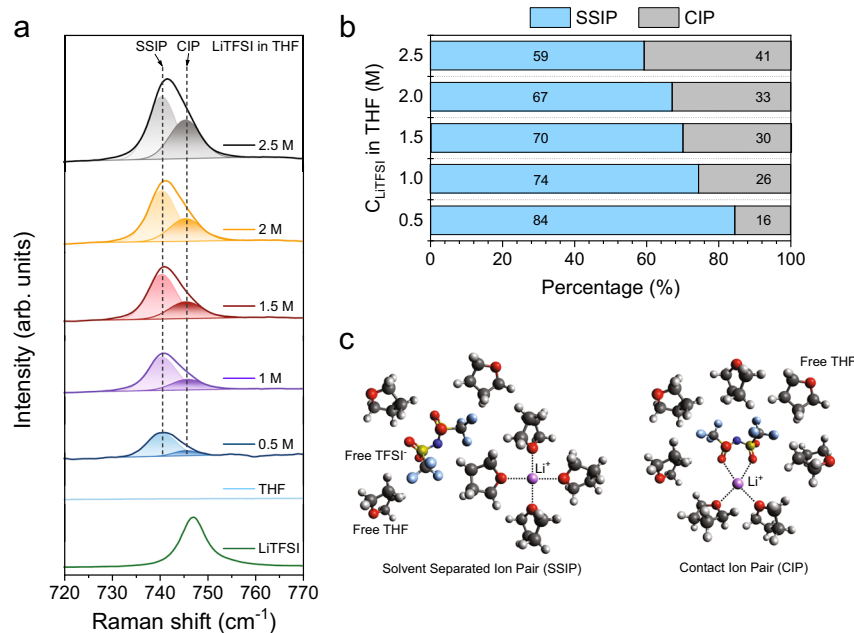 a
SSIP CIP LiTFSI in THF
2.5 M
2 M
1.5 M
1 M
0.5 M
THF
LiTFSI
Intensity (arb. units)
720 730 740 750 760 770
Raman shift (cm⁻¹)
b
SSIP CIP
2.5 59 41
2.0 67 33
1.5 70 30
1.0 74 26
0.5 84 16
C_LiTFSI in THF (M)
0 20 40 60 80 100
Percentage (%)
c
Free THF
Free TFSI⁻
Li⁺
Li⁺
Free THF
Solvent Separated Ion Pair (SSIP)
Contact Ion Pair (CIP)